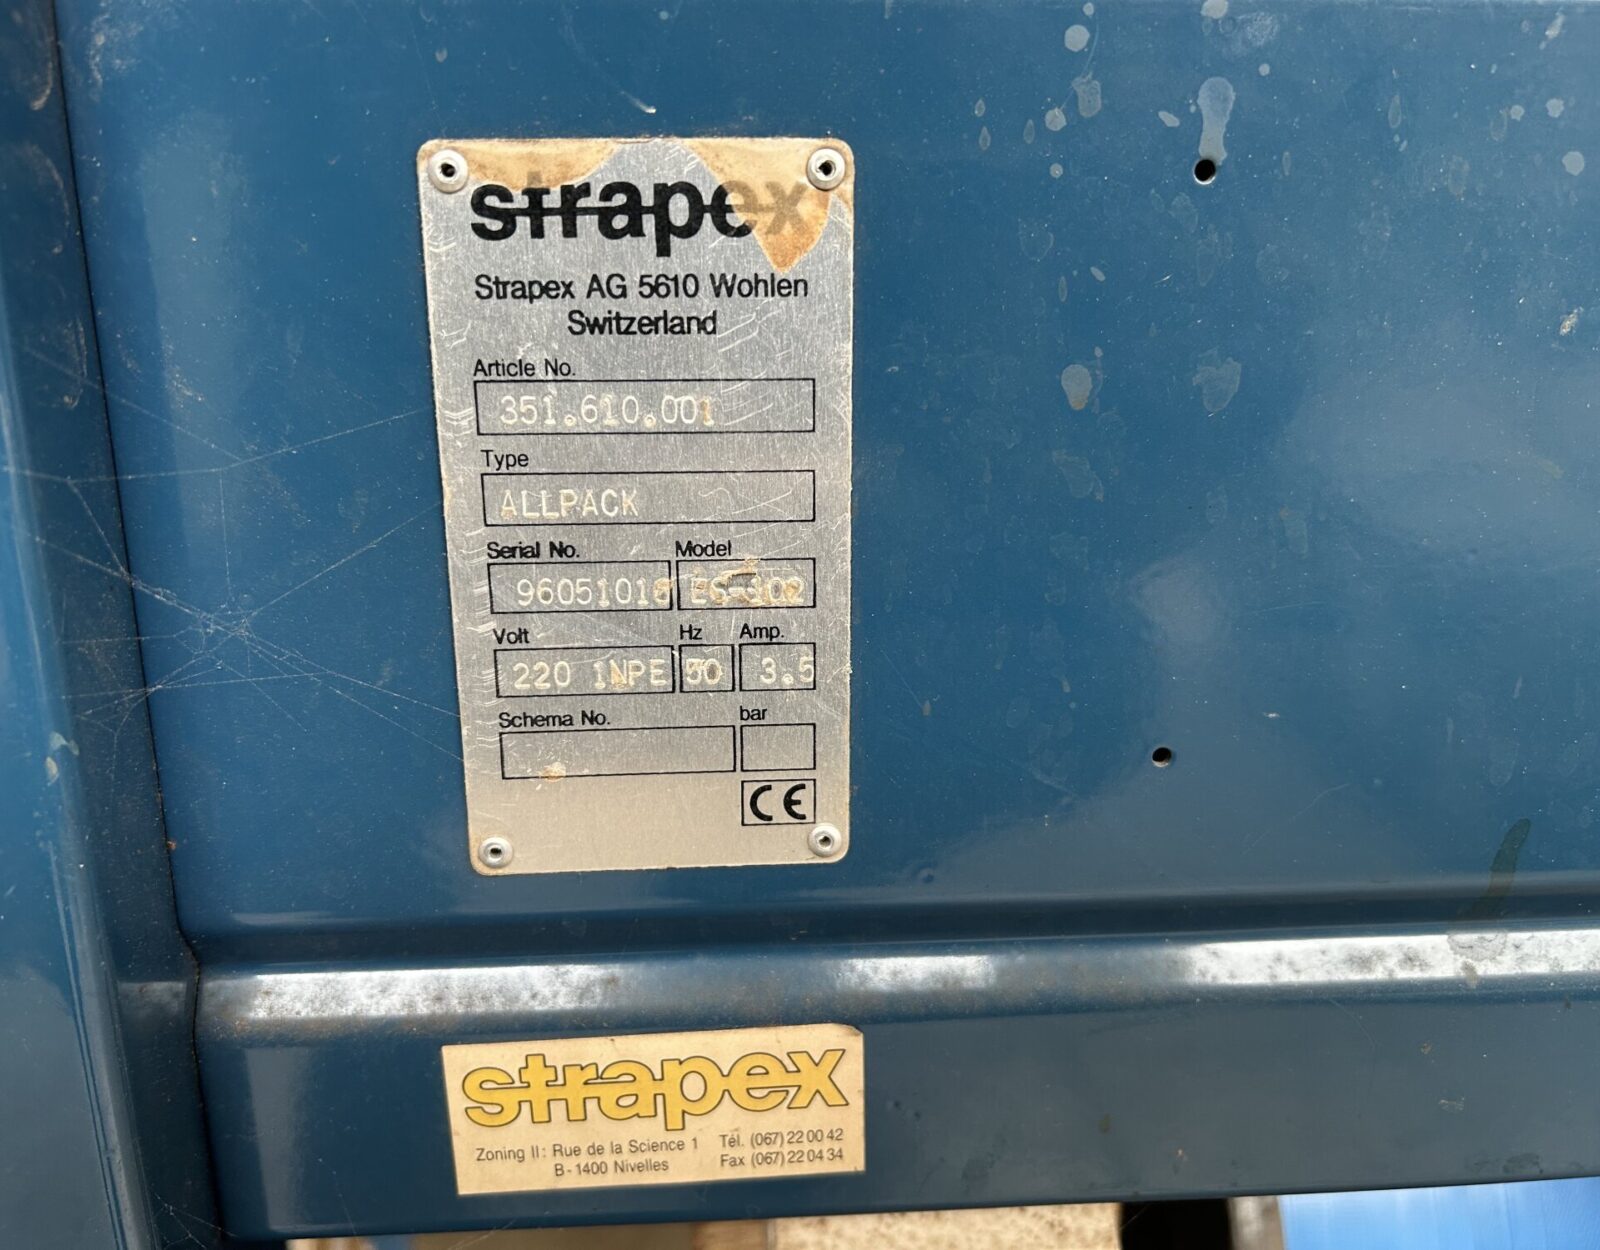 strapex
Strapex AG 5610 Wohlen
Switzerland
Article No.
351.610.001
Type
ALLPACK
Serial No. Model
Volt Hz Amp.
220 1NPE 50 3.5
Schema No. bar
CE
strapex
Zoning II: Rue de la Science 1 Tél. (067) 22 00 42
B-1400 Nivelles Fax (067) 22 04 34